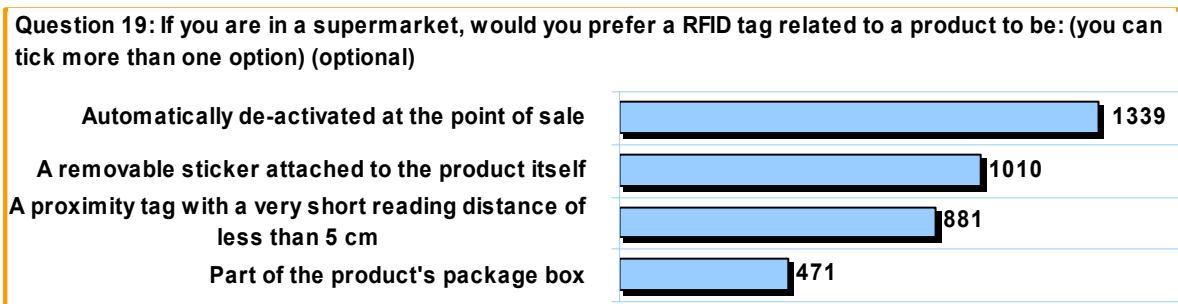 Question 19: If you are in a supermarket, would you prefer a RFID tag related to a product to be: (you can
tick more than one option) (optional)
Automatically de-activated at the point of sale
1339
A removable sticker attached to the product itself
1010
A proximity tag with a very short reading distance of
less than 5 cm
881
Part of the product's package box
471